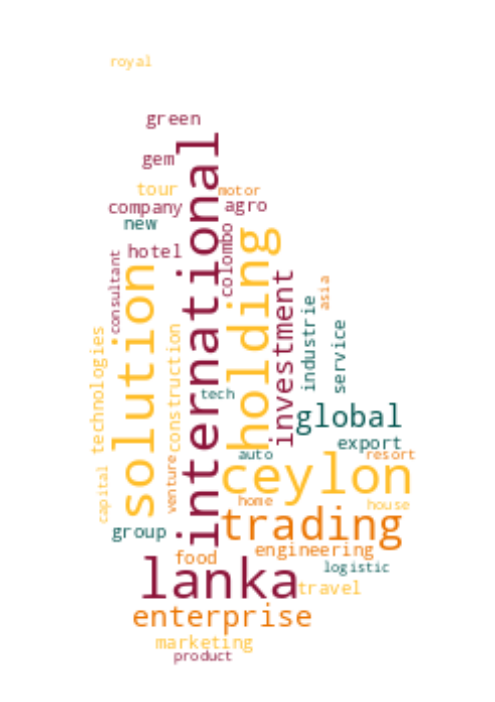 royal
green
international
gem
tour
motor
company
agro
new
colombo
holding
hotel
consultant
solution
investment
asia
industrie
service
technologies
construction
tech
global
export
auto
resort
ceylon
venture
capital
home
house
trading
group
engineering
food
lanka
logistic
travel
enterprise
marketing
product